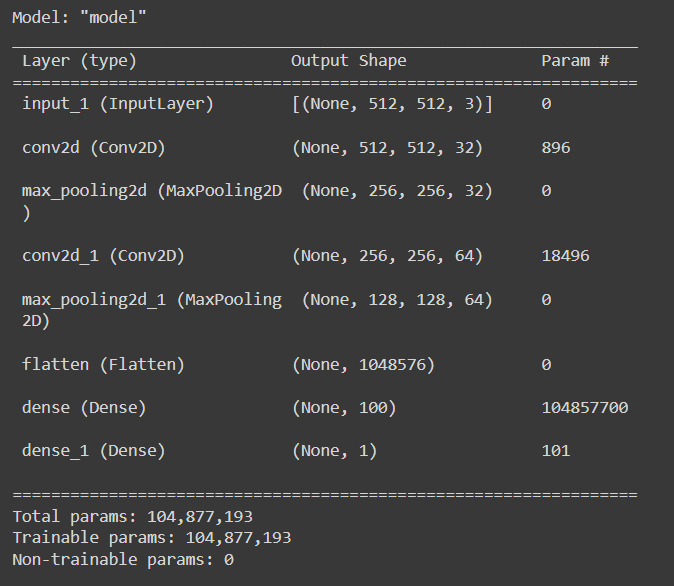 Model: "model"
_________________________________________________________________
Layer (type) Output Shape Param #
=================================================================
input_1 (InputLayer) [(None, 512, 512, 3)] 0
conv2d (Conv2D) (None, 512, 512, 32) 896
max_pooling2d (MaxPooling2D (None, 256, 256, 32) 0
)
conv2d_1 (Conv2D) (None, 256, 256, 64) 18496
max_pooling2d_1 (MaxPooling (None, 128, 128, 64) 0
2D)
flatten (Flatten) (None, 1048576) 0
dense (Dense) (None, 100) 104857700
dense_1 (Dense) (None, 1) 101
=================================================================
Total params: 104,877,193
Trainable params: 104,877,193
Non-trainable params: 0